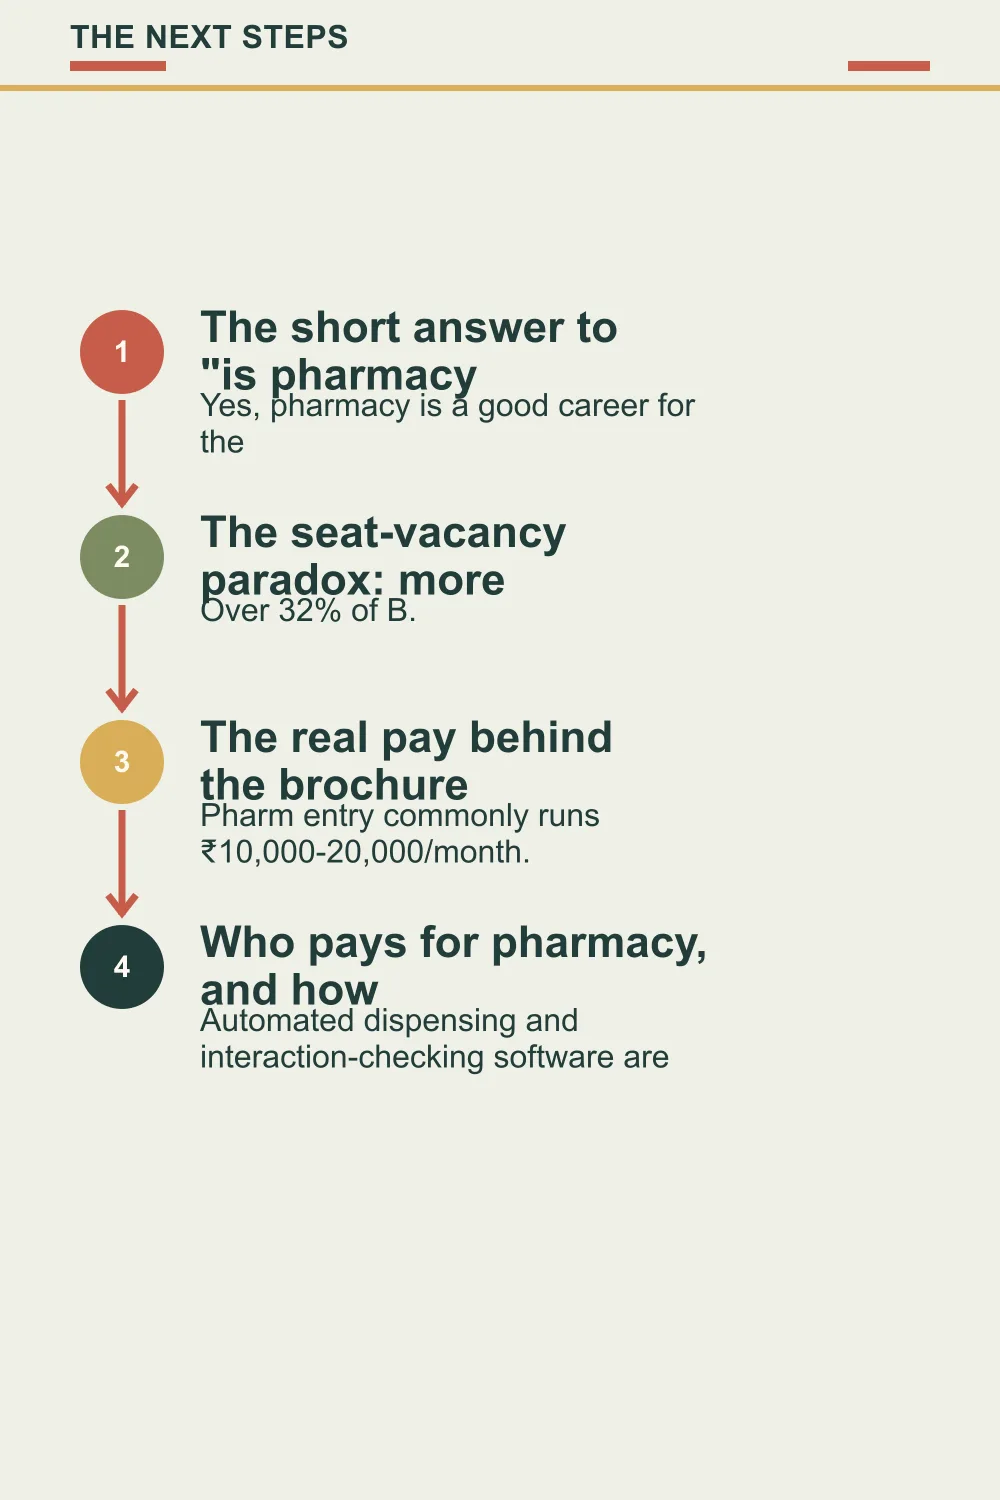 THE NEXT STEPS
1
The short answer to
"is pharmacy
Yes, pharmacy is a good career for
the
2
The seat-vacancy
paradox: more
Over 32% of B.
3
The real pay behind
the brochure
Pharm entry commonly runs
₹10,000-20,000/month.
4
Who pays for pharmacy,
and how
Automated dispensing and
interaction-checking software are